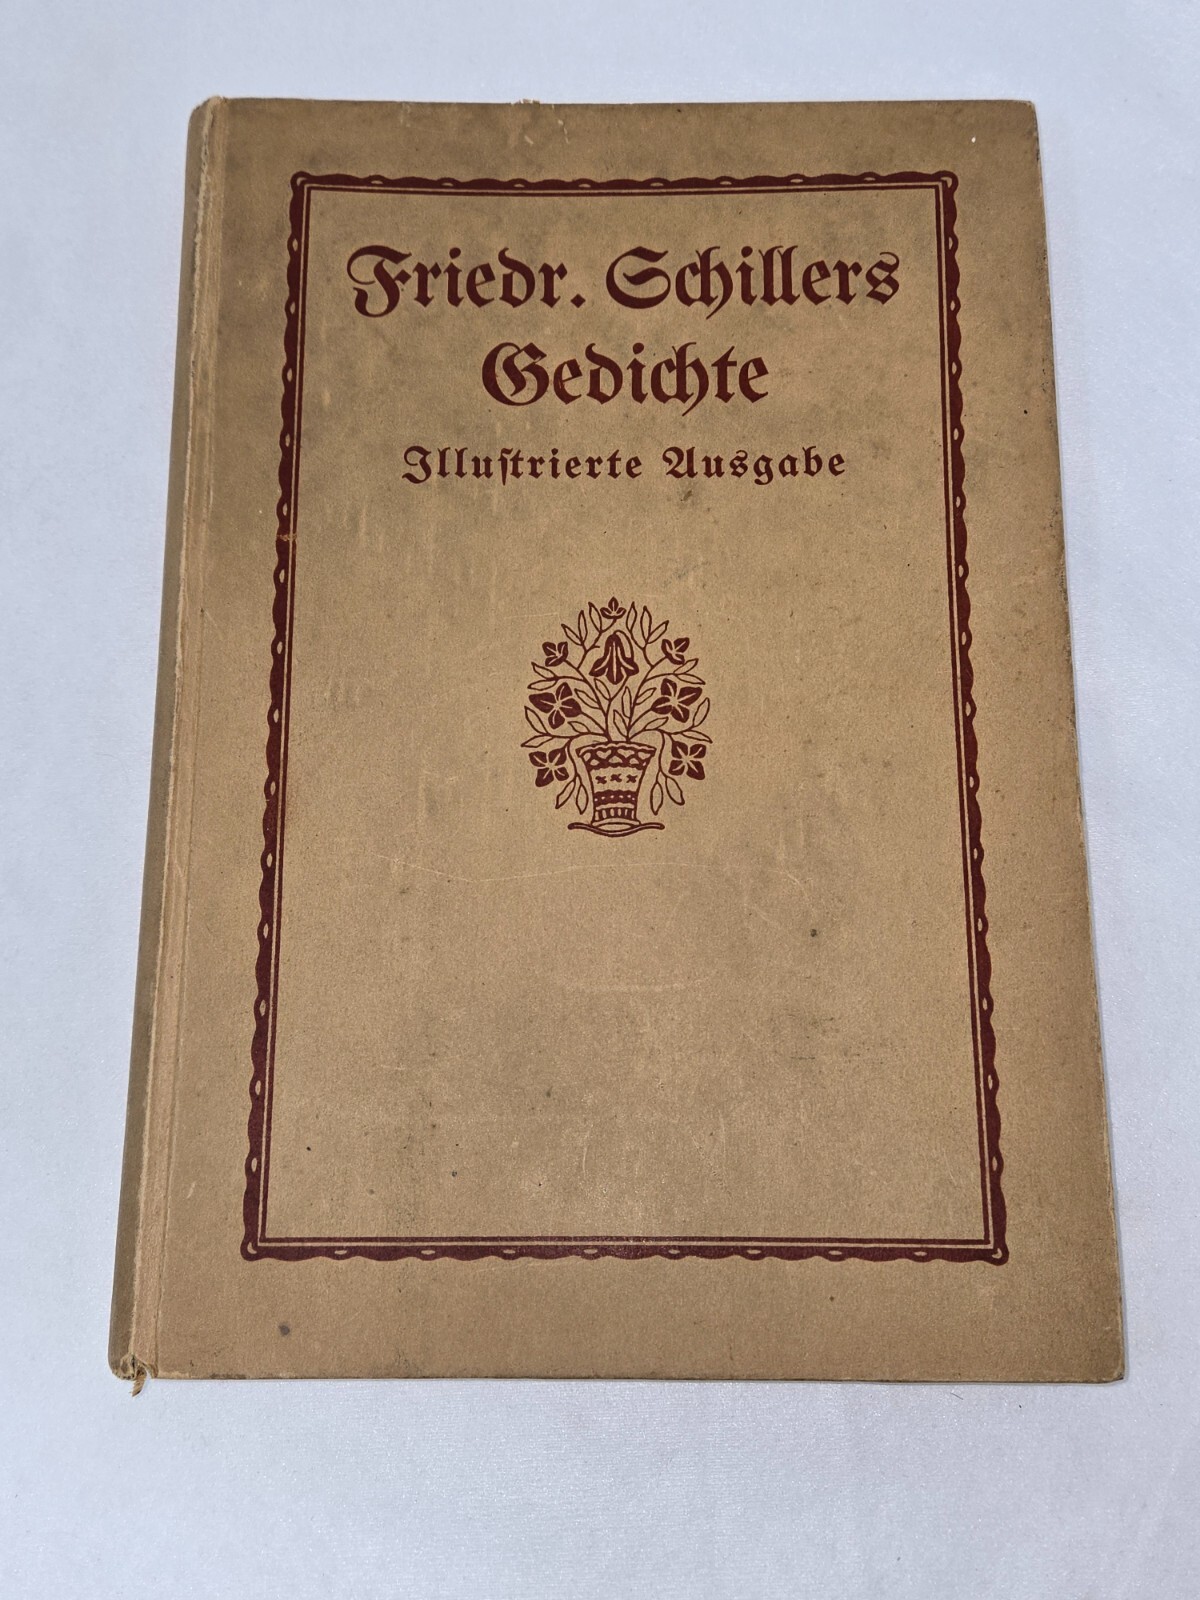 Friedr. Schillers
Gedichte
Illuſtrierte Ausgabe